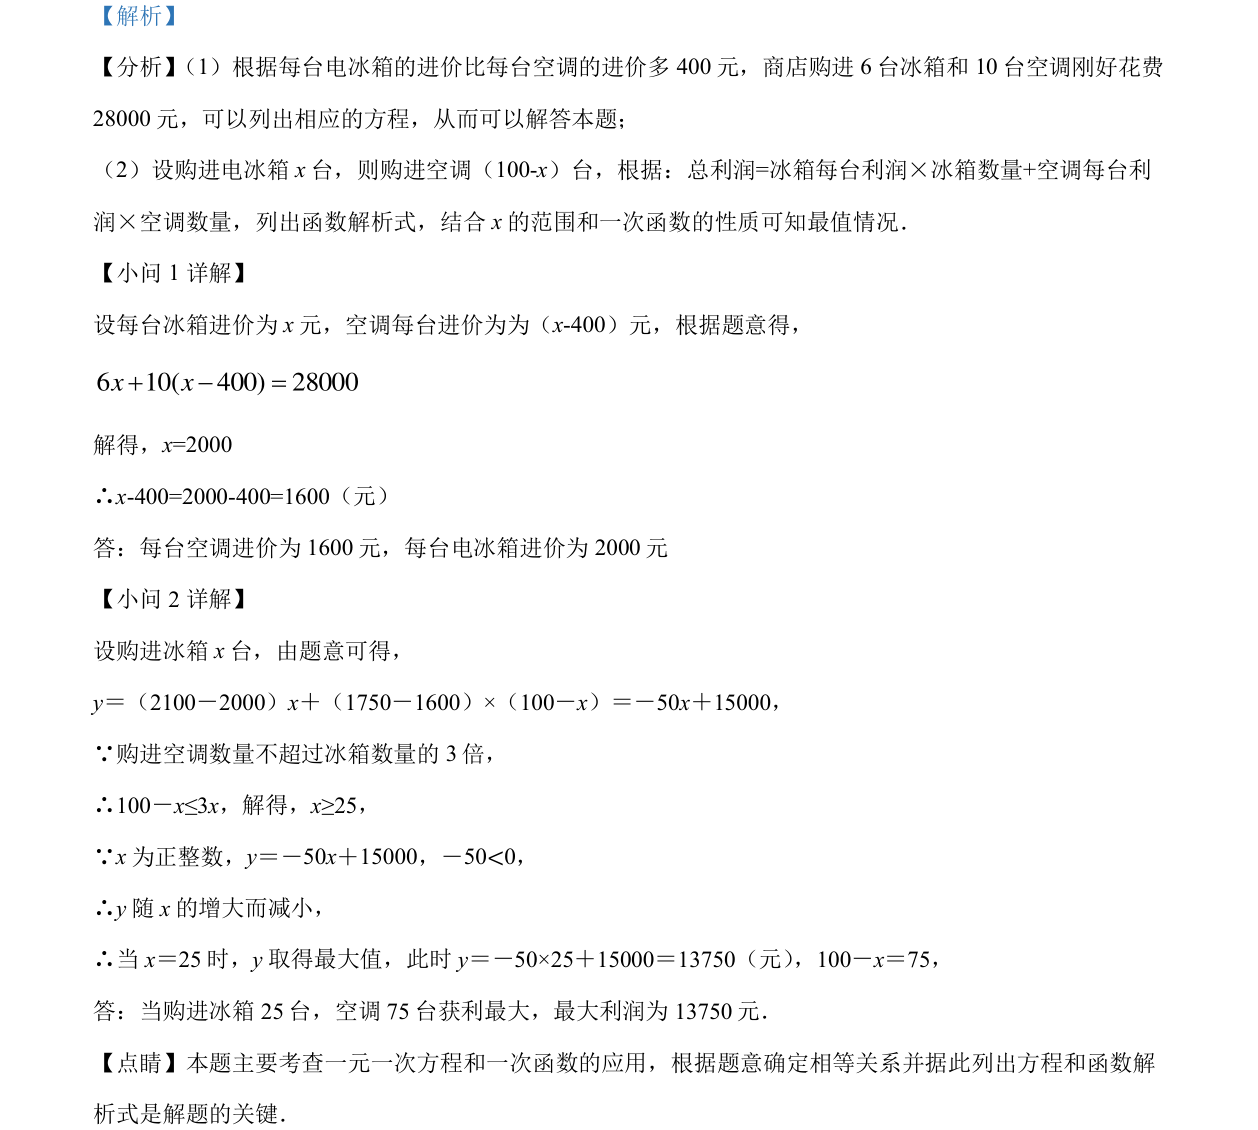 【解析】
【分析】（1）根据每台电冰箱的进价比每台空调的进价多 400 元，商店购进 6 台冰箱和 10 台空调刚好花费
28000 元，可以列出相应的方程，从而可以解答本题；
（2）设购进电冰箱 x 台，则购进空调（100-x）台，根据：总利润=冰箱每台利润×冰箱数量+空调每台利
润×空调数量，列出函数解析式，结合 x 的范围和一次函数的性质可知最值情况．
【小问 1 详解】
设每台冰箱进价为 x 元，空调每台进价为为（x-400）元，根据题意得，
6x+10(x−400)=28000
解得，x=2000
∴x-400=2000-400=1600（元）
答：每台空调进价为 1600 元，每台电冰箱进价为 2000 元
【小问 2 详解】
设购进冰箱 x 台，由题意可得，
y＝（2100－2000）x＋（1750－1600）×（100－x）＝－50x＋15000，
∵购进空调数量不超过冰箱数量的 3 倍，
∴100－x≤3x，解得，x≥25，
∵x 为正整数，y＝－50x＋15000，－50<0，
∴y 随 x 的增大而减小，
∴当 x＝25 时，y 取得最大值，此时 y＝－50×25＋15000＝13750（元），100－x＝75，
答：当购进冰箱 25 台，空调 75 台获利最大，最大利润为 13750 元．
【点睛】本题主要考查一元一次方程和一次函数的应用，根据题意确定相等关系并据此列出方程和函数解
析式是解题的关键．